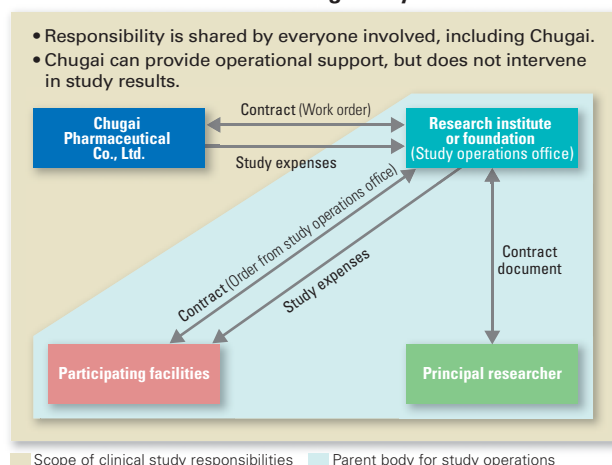 • Responsibility is shared by everyone involved, including Chugai.
• Chugai can provide operational support, but does not intervene
in study results.
Contract (Work order)
Chugai
Pharmaceutical
Co., Ltd.
Research institute
or foundation
(Study operations office)
Study expenses
Contract (Order from study operations office)
Study expenses
Contract
document
Participating facilities
Principal researcher
Scope of clinical study responsibilities
Parent body for study operations